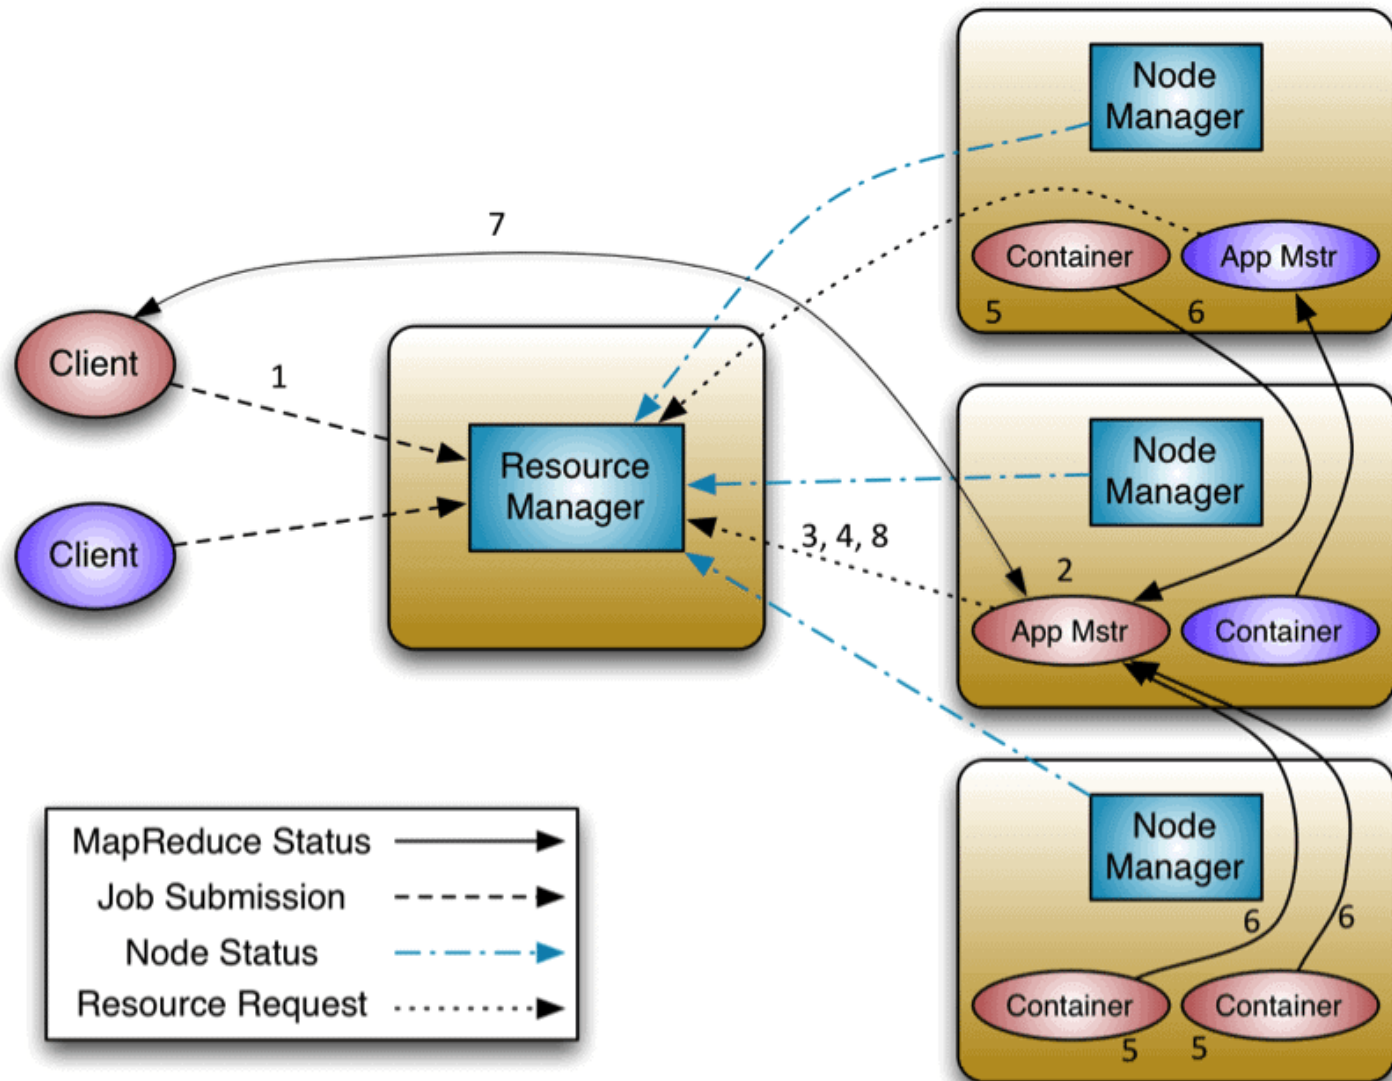 Node
Manager
7
Container
App Mstr
5
6
Client
1
Resource
Manager
Node
Manager
3, 4, 8
2
Client
App Mstr
Container
Node
Manager
6
6
Container
Container
5
5
MapReduce Status
Job Submission
Node Status
Resource Request